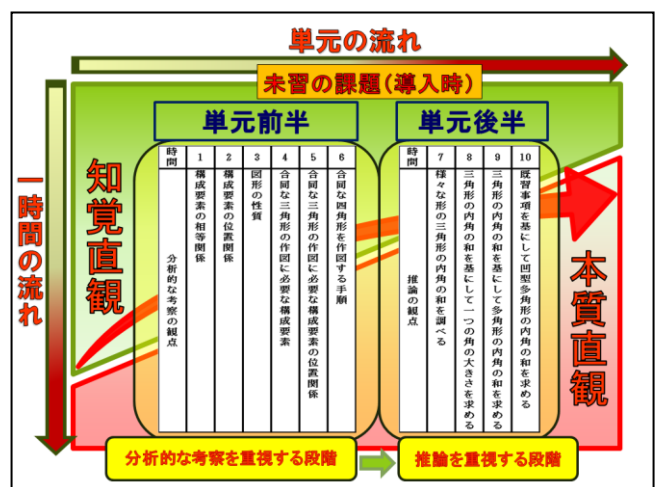 単元の流れ
未習の課題(導入時)
一時間の流れ
知覚直観
単元前半
時間
分析的な考察の観点
1
構成要素の相等関係
2
構成要素の位置関係
3
図形の性質
4
合同な三角形の作図に必要な構成要素
5
合同な三角形の作図に必要な構成要素の位置関係
6
合同な四角形を作図する手順
単元後半
時間
推論の観点
7
様々な形の三角形の内角の和を調べる
8
三角形の内角の和を基にして一つの角の大きさを求める
9
三角形の内角の和を基にして多角形の内角の和を求める
10
既習事項を基にして凹型多角形の内角の和を求める
本質直観
分析的な考察を重視する段階
推論を重視する段階